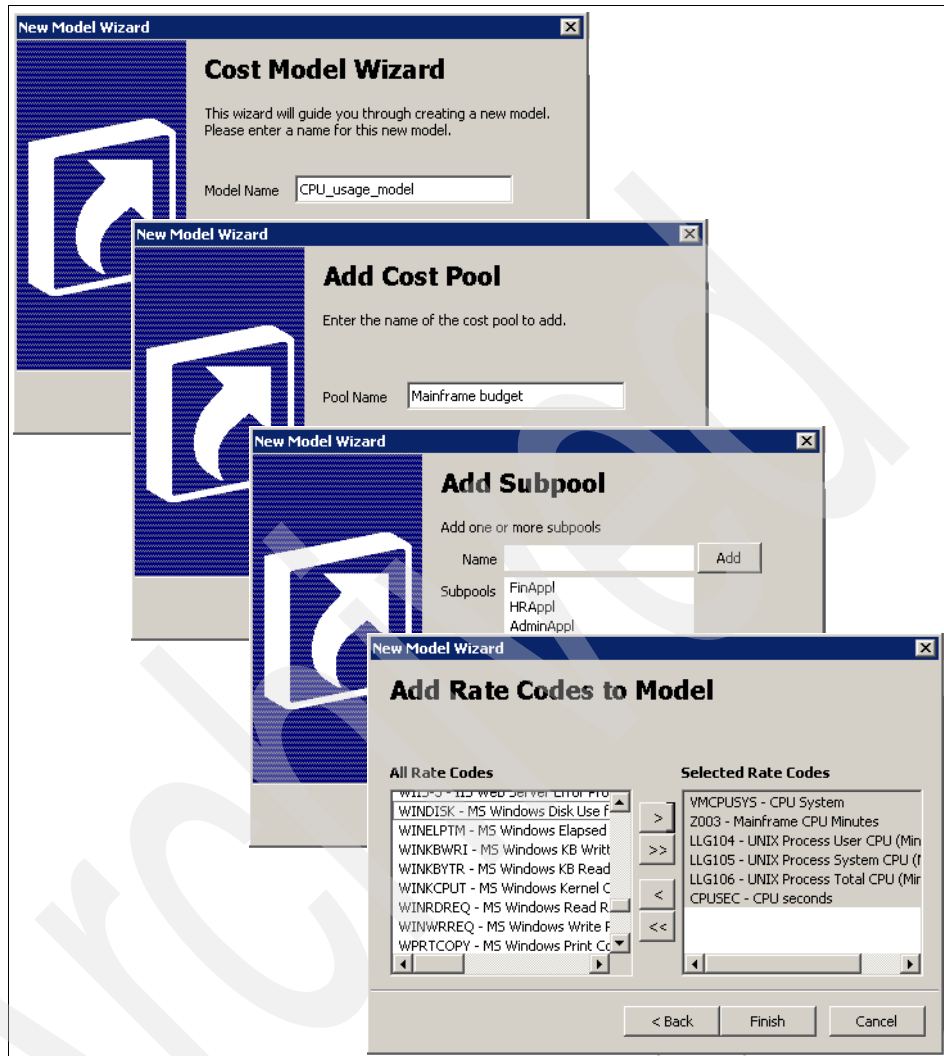 New Model Wizard
Cost Model Wizard
This wizard will guide you through creating a new model.
Please enter a name for this new model.
Model Name CPU_usage_model
New Model Wizard
Add Cost Pool
Enter the name of the cost pool to add.
Pool Name Mainframe budget
New Model Wizard
Add Subpool
Add one or more subpools
Name Add
Subpools FinAppl
HRAppl
AdminAppl
New Model Wizard
Add Rate Codes to Model
All Rate Codes
WINDISK - MS Windows Disk Use f
WINELPTM - MS Windows Elapsed
WINKBWRI - MS Windows KB Writt
WINKBYTR - MS Windows KB Read
WINKCPUT - MS Windows Kernel C
WINRDREQ - MS Windows Read R
WINWRREQ - MS Windows Write
WPRTCOPY - MS Windows Print Co
>
>>
<
<<
Selected Rate Codes
VMCPUSYS - CPU System
Z003 - Mainframe CPU Minutes
LLG104 - UNIX Process User CPU (Min
LLG105 - UNIX Process System CPU (
LLG106 - UNIX Process Total CPU (Mir
CPUSEC - CPU seconds
< Back Finish Cancel
Archived